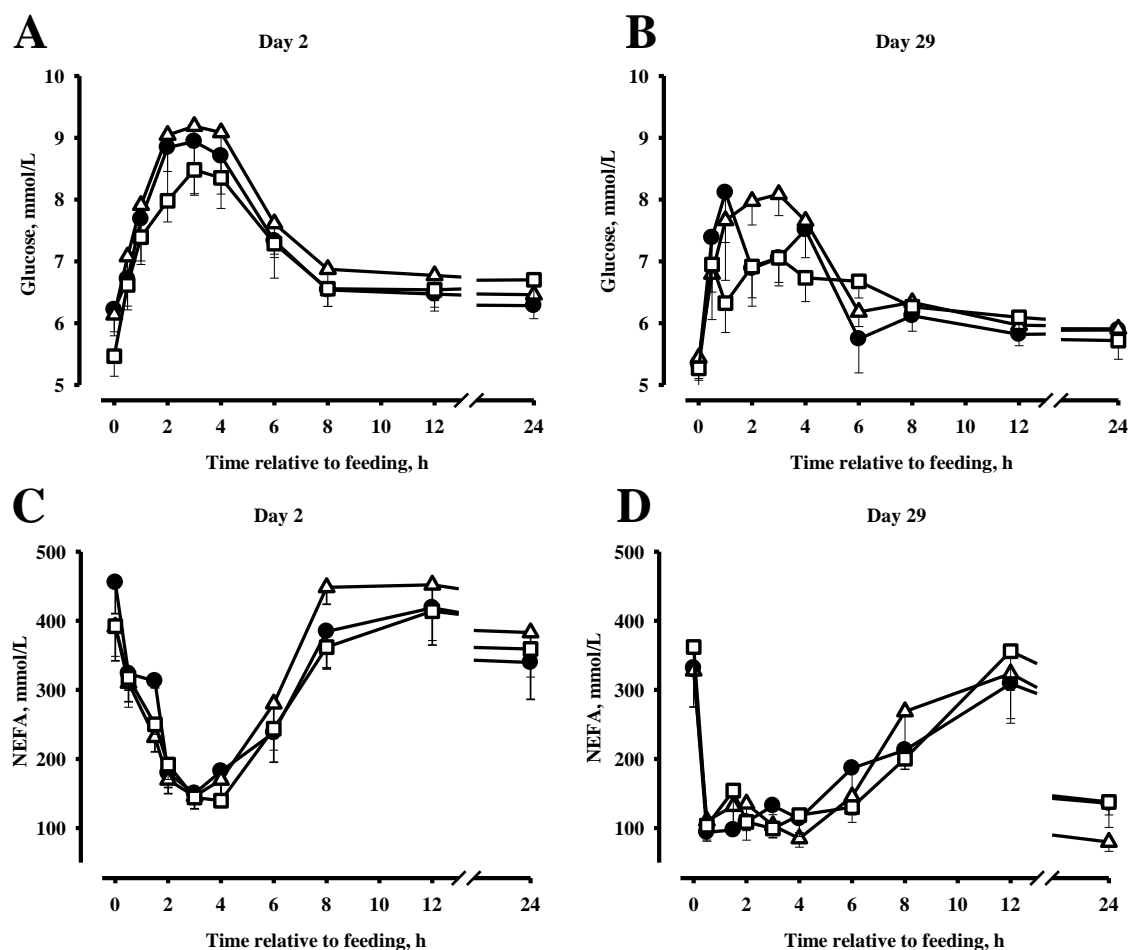 A
Day 2
Glucose, mmol/L
10
9
8
7
6
5
0 2 4 6 8 10 12 24
Time relative to feeding, h
B
Day 29
Glucose, mmol/L
10
9
8
7
6
5
0 2 4 6 8 10 12 24
Time relative to feeding, h
C
Day 2
NEFA, mmol/L
500
400
300
200
100
0 2 4 6 8 10 12 24
Time relative to feeding, h
D
Day 29
NEFA, mmol/L
500
400
300
200
100
0 2 4 6 8 10 12 24
Time relative to feeding, h